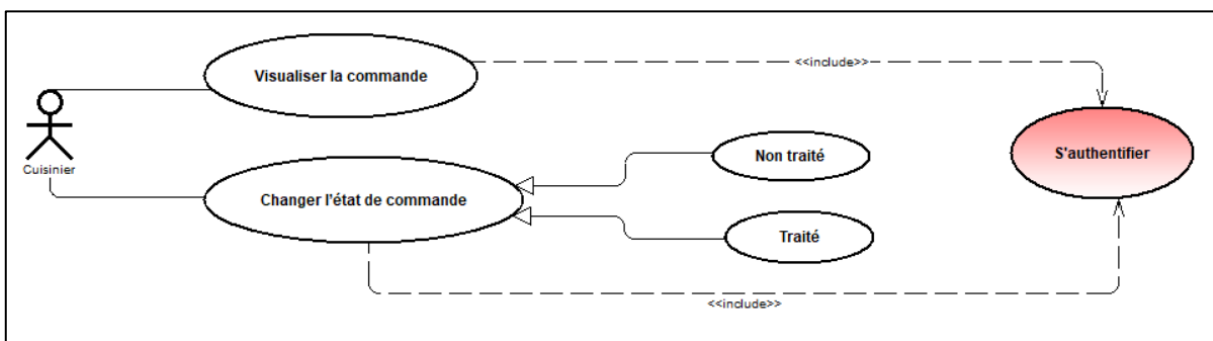 Visualiser la commande
<<include>>
Cuisinier
Non traité
S'authentifier
Changer l'état de commande
Traité
<<include>>